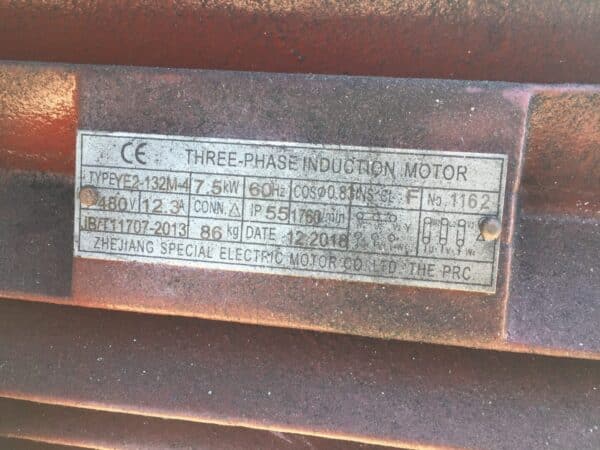 CE THREE-PHASE INDUCTION MOTOR
TYPE YE2-132M-4 7.5 kW 60 Hz COSφ 0.83 INS·CL F No. 1162
480 V 12.3 A CONN. △ IP 55 1760 r/min
JB/T11707-2013 86 kg DATE 12.2018
ZHEJIANG SPECIAL ELECTRIC MOTOR CO., LTD. THE PRC